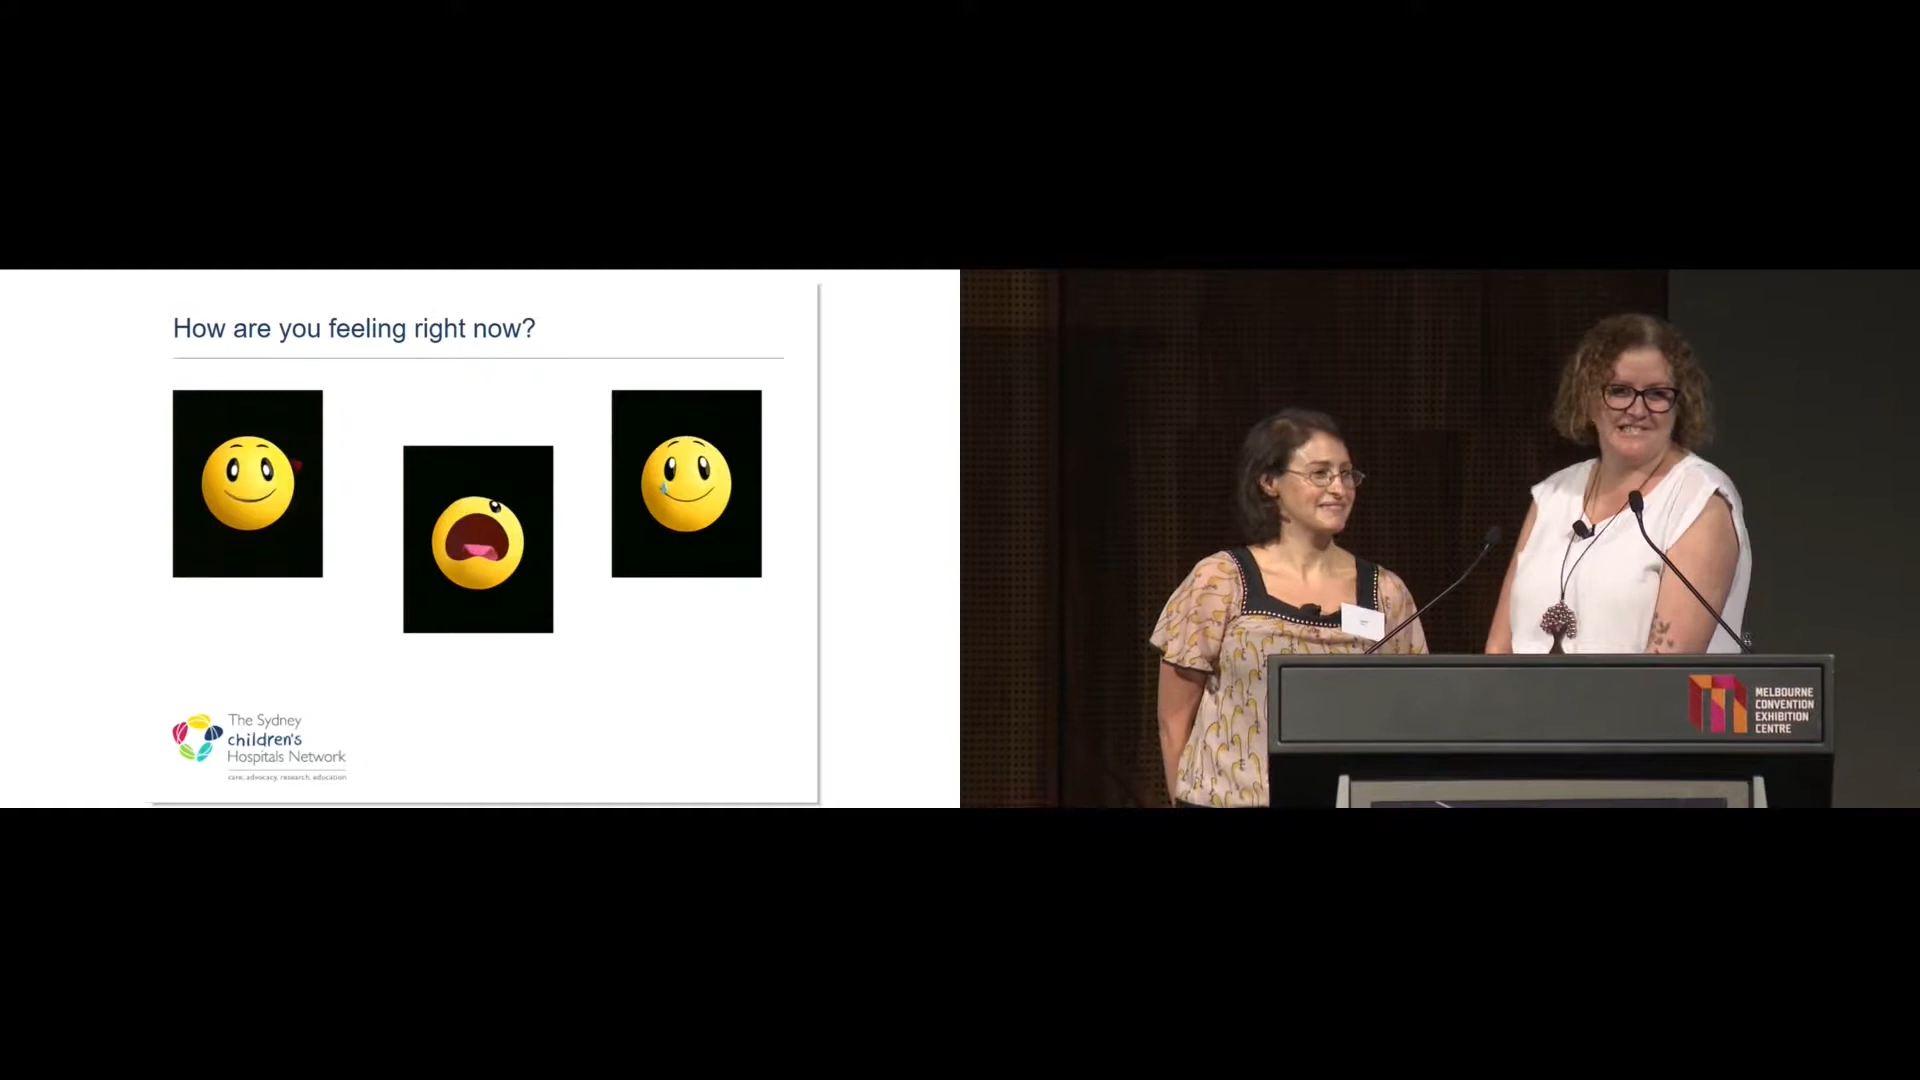 How are you feeling right now?
The Sydney
children's
Hospitals Network
care, advocacy, research, education
MELBOURNE
CONVENTION
EXHIBITION
CENTRE